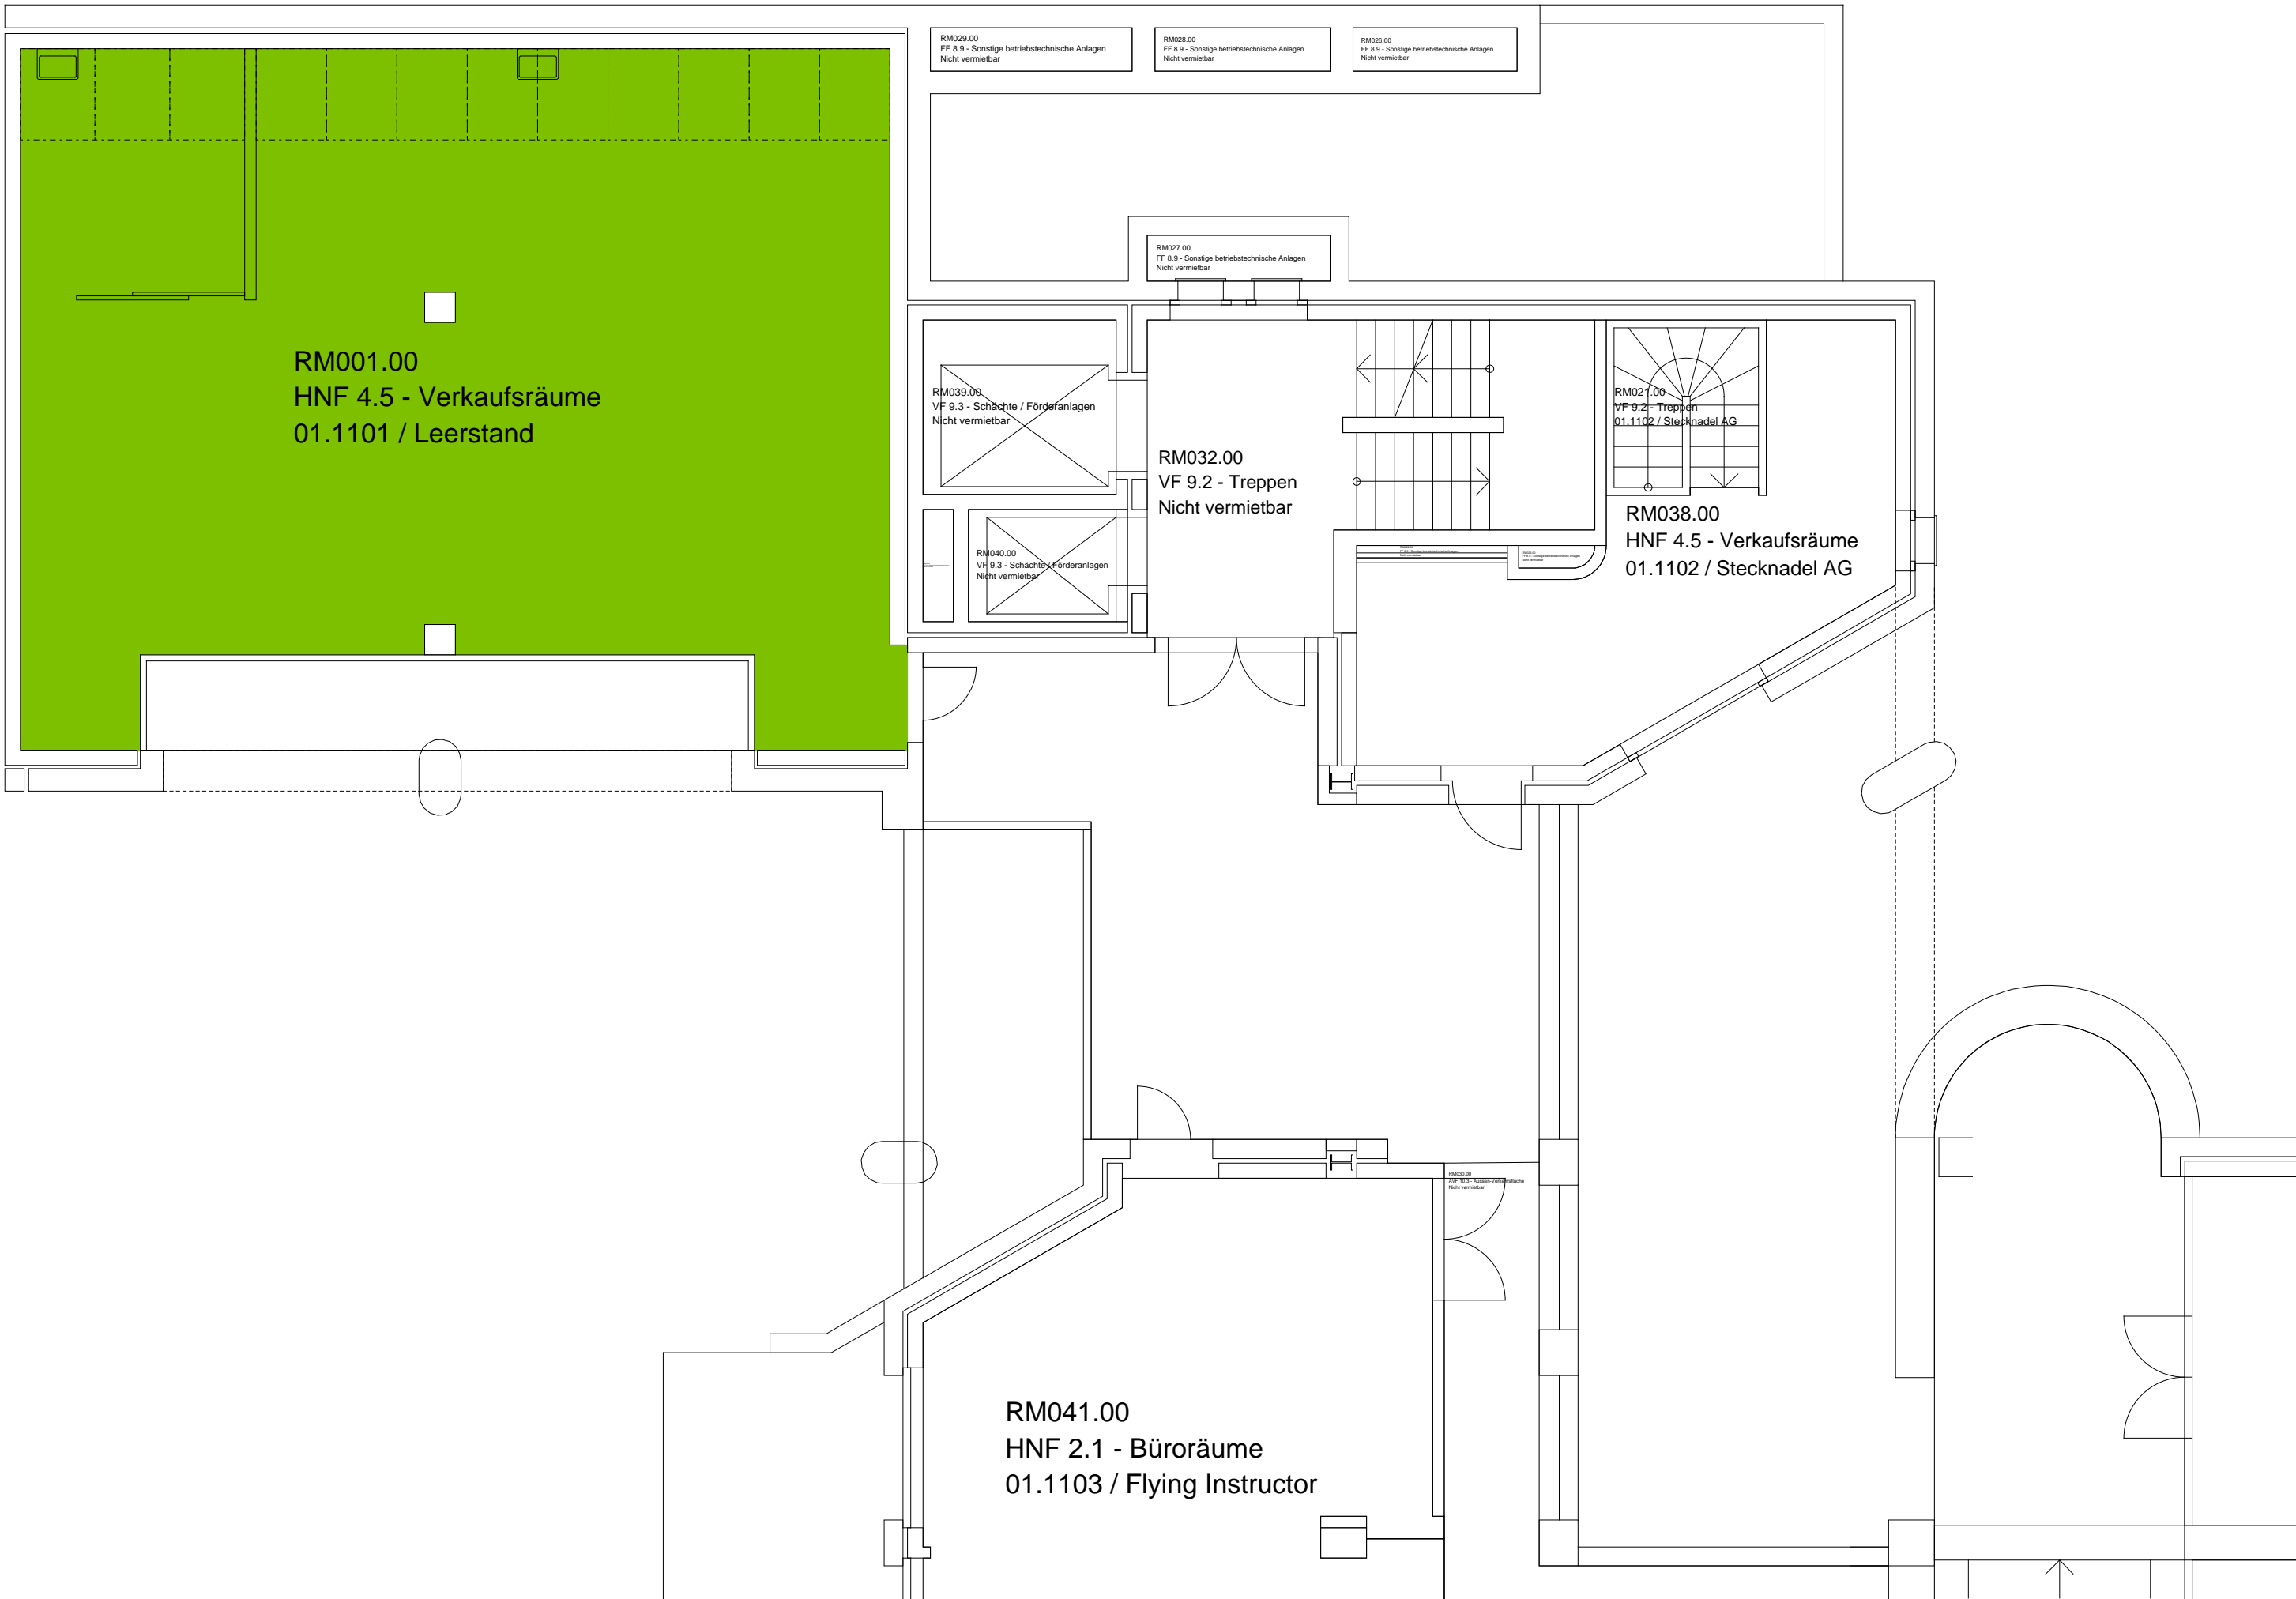 RM029.00
FF 8.9 - Sonstige betriebstechnische Anlagen
Nicht vermietbar
RM028.00
FF 8.9 - Sonstige betriebstechnische Anlagen
Nicht vermietbar
RM026.00
FF 8.9 - Sonstige betriebstechnische Anlagen
Nicht vermietbar
RM027.00
FF 8.9 - Sonstige betriebstechnische Anlagen
Nicht vermietbar
RM001.00
HNF 4.5 - Verkaufsräume
01.1101 / Leerstand
RM039.00
VF 9.3 - Schächte / Förderanlagen
Nicht vermietbar
RM021.00
VF 9.2 - Treppen
01.1102 / Stecknadel AG
RM032.00
VF 9.2 - Treppen
Nicht vermietbar
RM038.00
HNF 4.5 - Verkaufsräume
01.1102 / Stecknadel AG
RM040.00
VF 9.3 - Schächte / Förderanlagen
Nicht vermietbar
RM030.00
AVF 10.3 - Aussen-Verkehrsfläche
Nicht vermietbar
RM041.00
HNF 2.1 - Büroräume
01.1103 / Flying Instructor